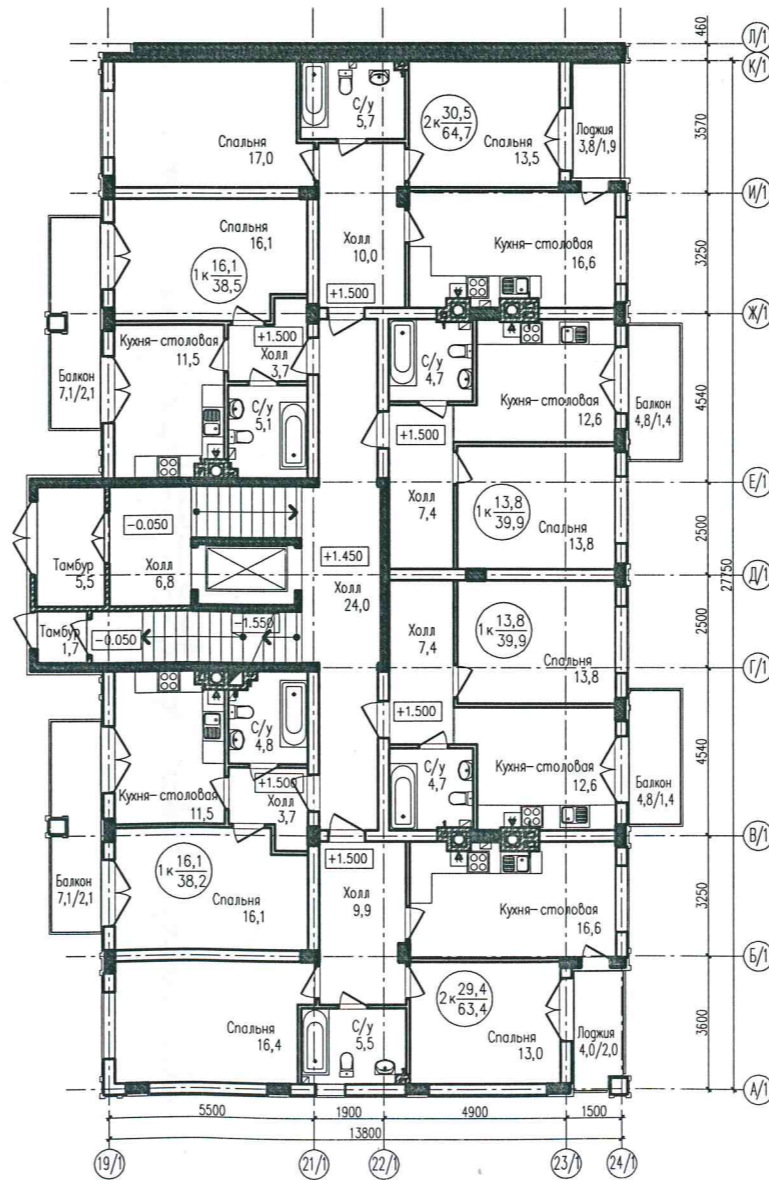 460
Л/1
К/1
С/у
5,7
2к 30,5
64,7
Спальня
17,0
Спальня
13,5
Лоджия
3,8/1,9
3570
И/1
Спальня
16,1
1к 16,1
38,5
Холл
10,0
Кухня-столовая
16,6
3250
+1.500
Ж/1
Кухня-столовая
11,5
+1.500
Холл
3,7
С/у
4,7
Балкон
7,1/2,1
С/у
5,1
Кухня-столовая
12,6
Балкон
4,8/1,4
4540
+1.500
Е/1
-0.050
Холл
7,4
1к 13,8
39,9
Спальня
13,8
2500
27750
Тамбур
5,5
Холл
6,8
+1.450
Холл
24,0
Д/1
Тамбур
1,7
-0.050
-1.550
Холл
7,4
1к 13,8
39,9
Спальня
13,8
2500
Г/1
С/у
4,8
+1.500
Кухня-столовая
11,5
+1.500
Холл
3,7
С/у
4,7
Кухня-столовая
12,6
Балкон
4,8/1,4
4540
В/1
+1.500
Балкон
7,1/2,1
1к 16,1
38,2
Спальня
16,1
Холл
9,9
Кухня-столовая
16,6
3250
Б/1
Спальня
16,4
С/у
5,5
2к 29,4
63,4
Спальня
13,0
Лоджия
4,0/2,0
3600
А/1
5500
1900
4900
1500
13800
19/1
21/1
22/1
23/1
24/1